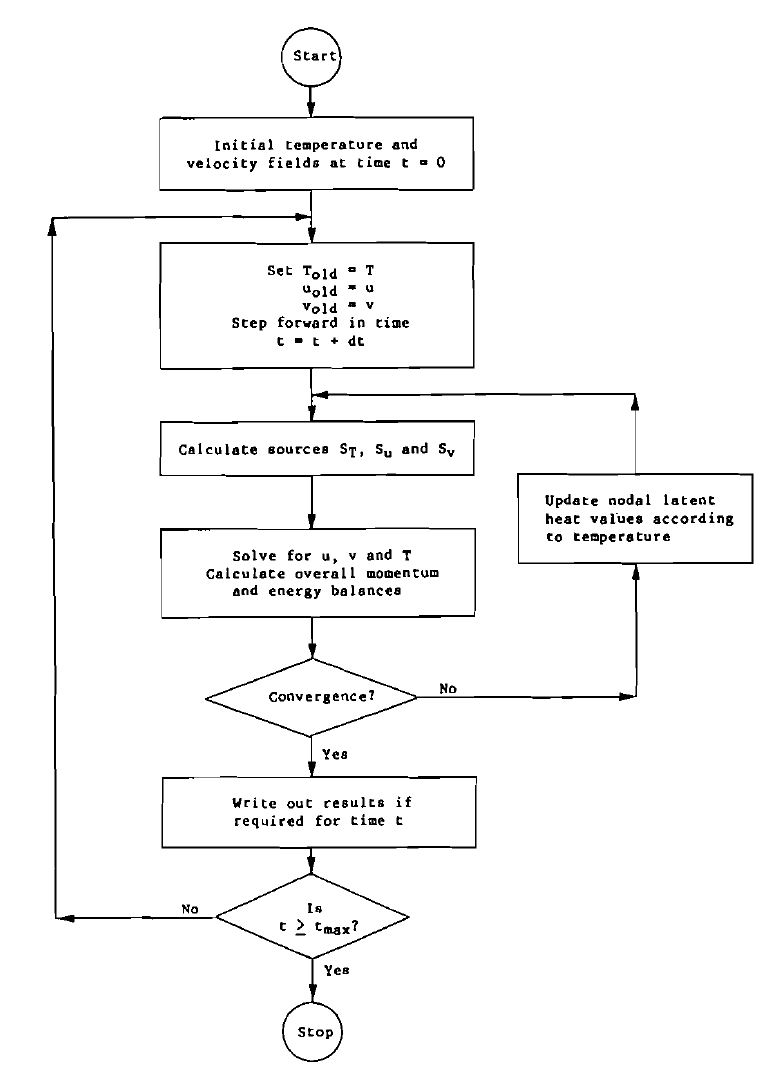 Start
Initial temperature and
velocity fields at time t = 0
Set Told = T
uold = u
vold = v
Step forward in time
t = t + dt
Calculate sources ST, Su and Sv
Update nodal latent
heat values according
to temperature
Solve for u, v and T
Calculate overall momentum
and energy balances
Convergence?
No
Yes
Write out results if
required for time t
No
Is
t ≥ tmax?
Yes
Stop